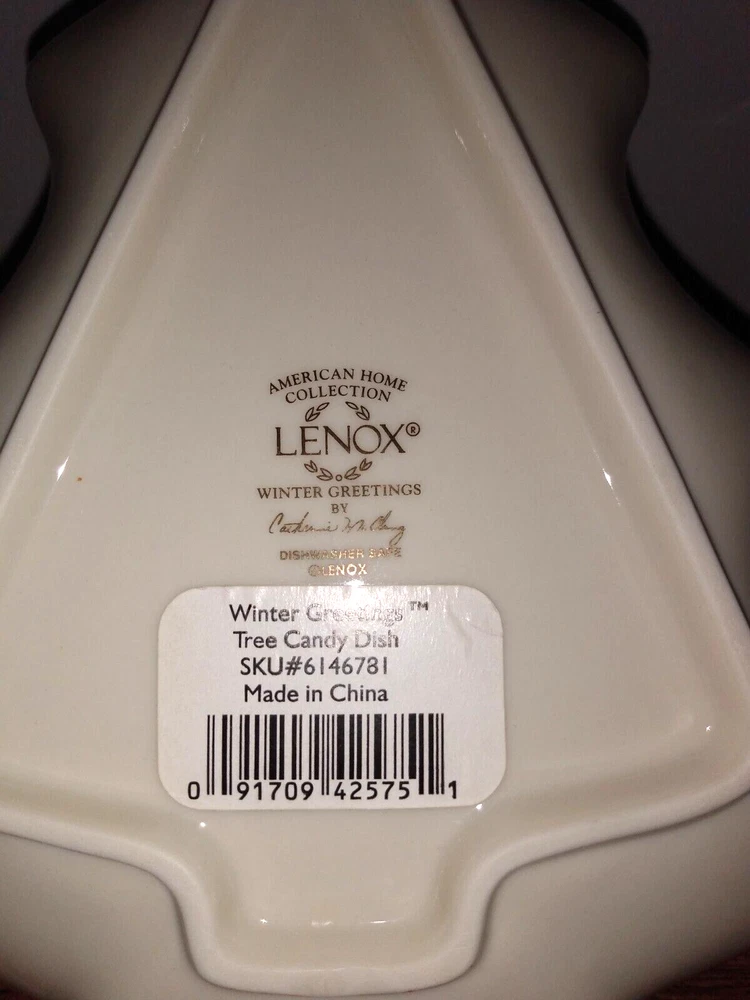 AMERICAN HOME
COLLECTION
LENOX®
WINTER GREETINGS
BY
DISHWASHER SAFE
©LENOX
Winter Greetings™
Tree Candy Dish
SKU#6146781
Made in China
0 91709 42575 1